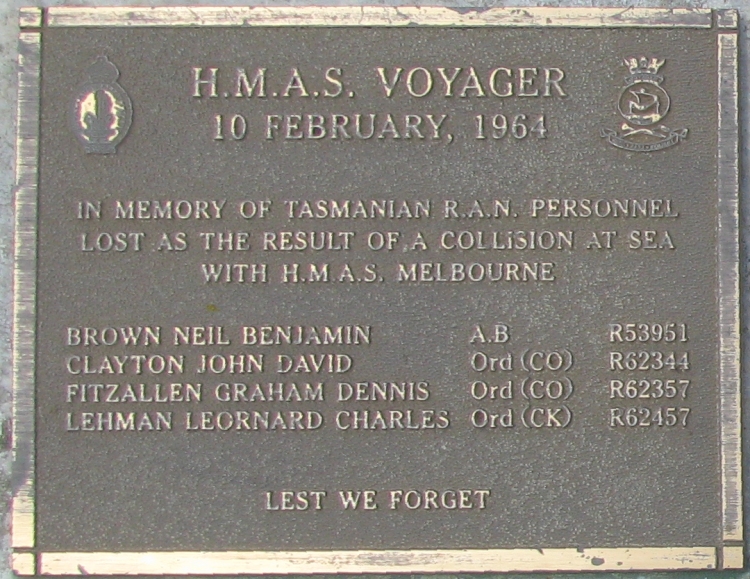 H.M.A.S. VOYAGER
10 FEBRUARY, 1964
IN MEMORY OF TASMANIAN R.A.N. PERSONNEL
LOST AS THE RESULT OF A COLLISION AT SEA
WITH H.M.A.S. MELBOURNE
BROWN NEIL BENJAMIN A.B R53951
CLAYTON JOHN DAVID Ord (CO) R62344
FITZALLEN GRAHAM DENNIS Ord (CO) R62357
LEHMAN LEORNARD CHARLES Ord (CK) R62457
LEST WE FORGET